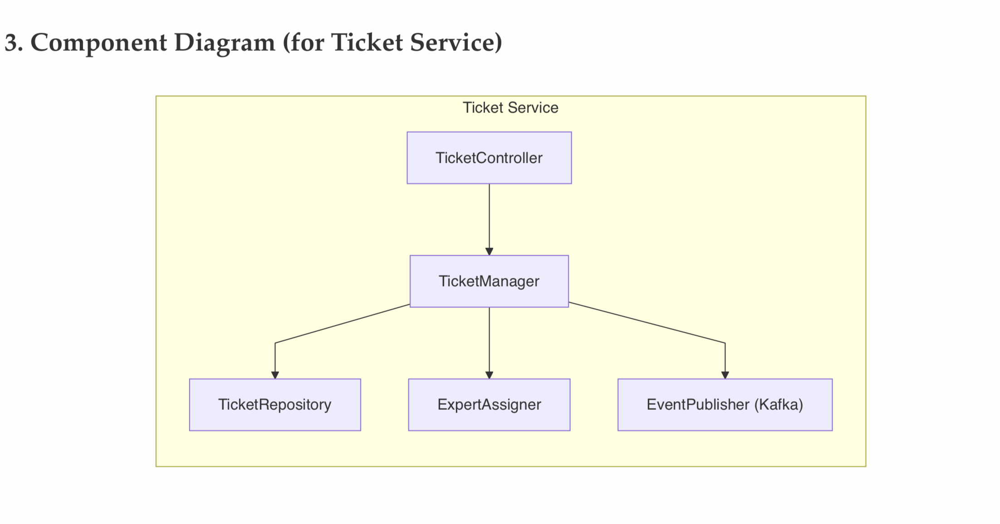 3. Component Diagram (for Ticket Service)
Ticket Service
TicketController
TicketManager
TicketRepository
ExpertAssigner
EventPublisher (Kafka)